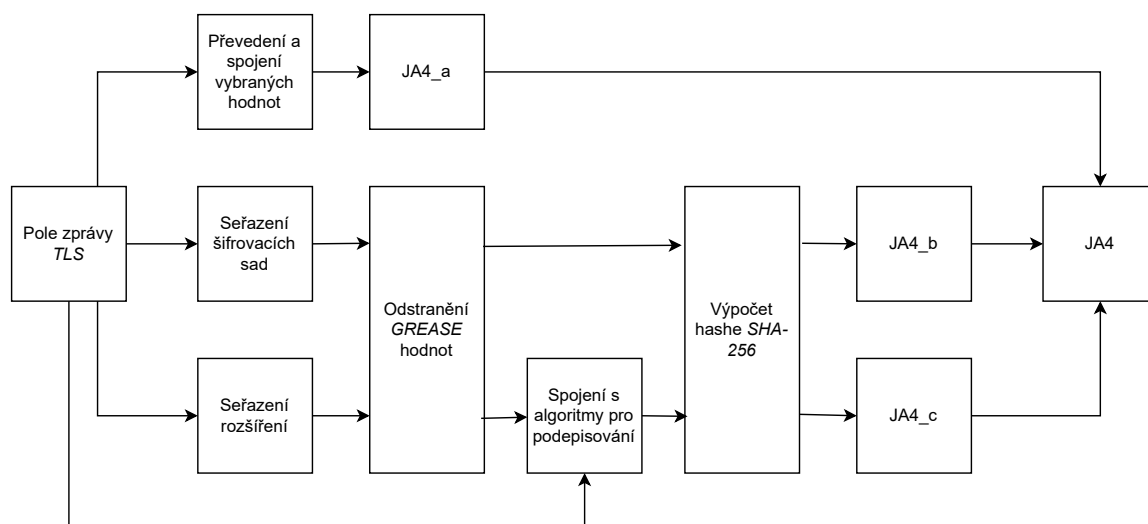 Převedení a
spojení
vybraných
hodnot
JA4_a
Pole zprávy
TLS
Seřazení
šifrovacích
sad
Odstranění
GREASE
hodnot
Výpočet
hashe SHA-
256
JA4_b
JA4
Seřazení
rozšíření
Spojení s
algoritmy pro
podepisování
JA4_c